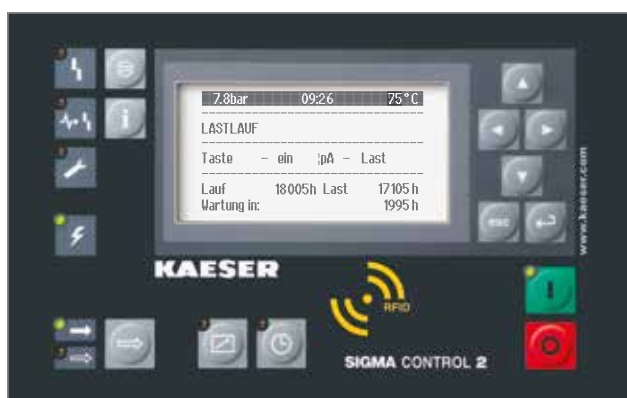 7.8bar 09:26 75°C
LASTLAUF
Taste - ein ¦pA - Last
Lauf 18005h Last 17105h
Wartung in: 1995h
esc
www.kaeser.com
KAESER
RFID
SIGMA CONTROL 2